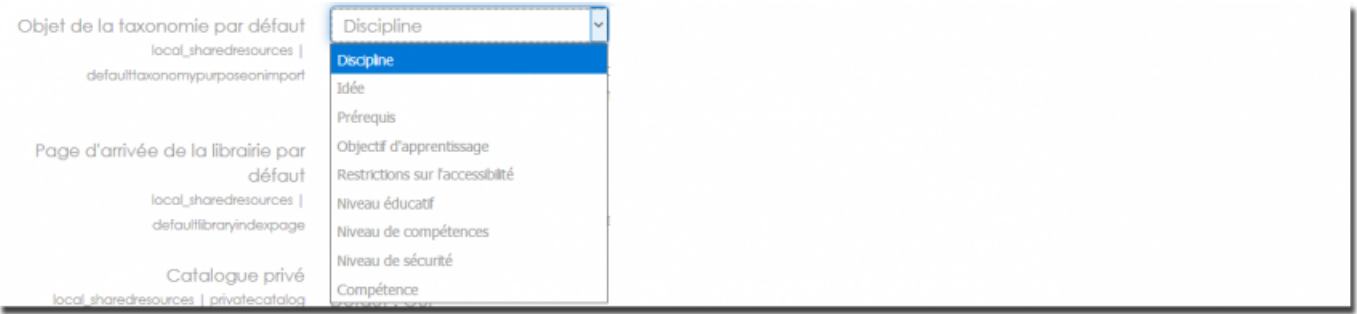 Objet de la taxonomie par défaut
local_sharedresources |
defaulttaxonomypurposeonimport
Discipline
Discipline
Idée
Prérequis
Objectif d'apprentissage
Restrictions sur l'accessibilité
Niveau éducatif
Niveau de compétences
Niveau de sécurité
Compétence
Page d'arrivée de la librairie par
défaut
local_sharedresources |
defaultlibraryindexpage
Catalogue privé
local_sharedresources | privatecatalog